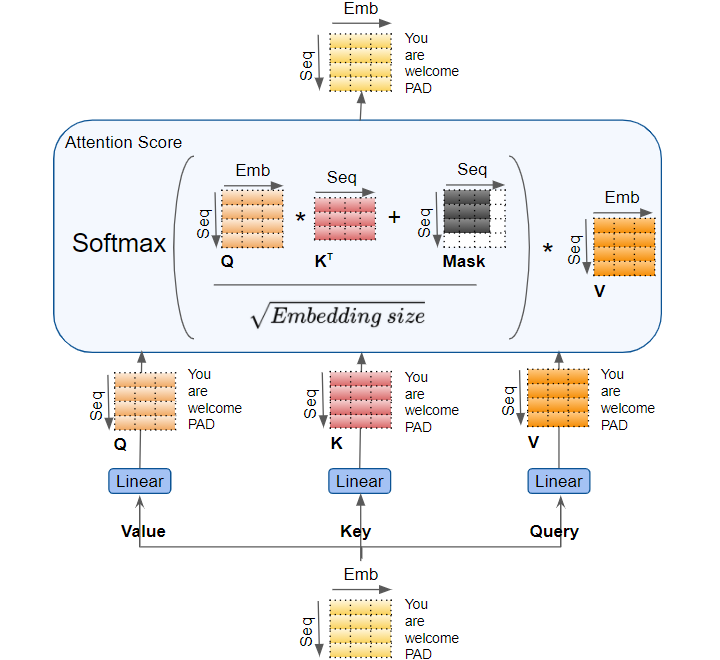 Emb
Seq
You
are
welcome
PAD
Attention Score
Softmax
Emb
Seq
Q
*
Seq
Kᵀ
+
Seq
Seq
Mask
√Embedding size
*
Emb
Seq
V
Seq
You
are
welcome
PAD
Q
Seq
You
are
welcome
PAD
K
Seq
You
are
welcome
PAD
V
Linear
Linear
Linear
Value
Key
Query
Emb
Seq
You
are
welcome
PAD